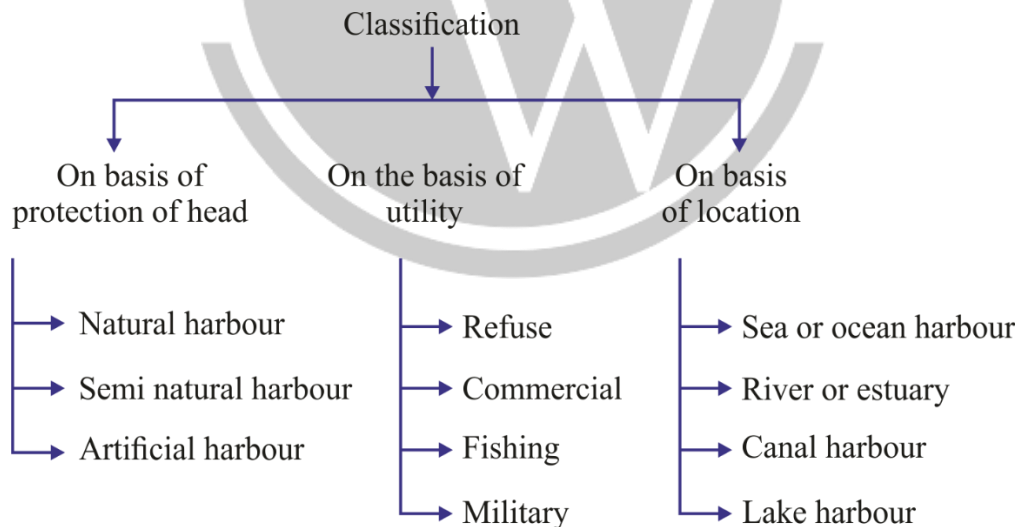 Classification
On basis of
protection of head
On the basis of
utility
On basis
of location
Natural harbour
Semi natural harbour
Artificial harbour
Refuse
Commercial
Fishing
Military
Sea or ocean harbour
River or estuary
Canal harbour
Lake harbour